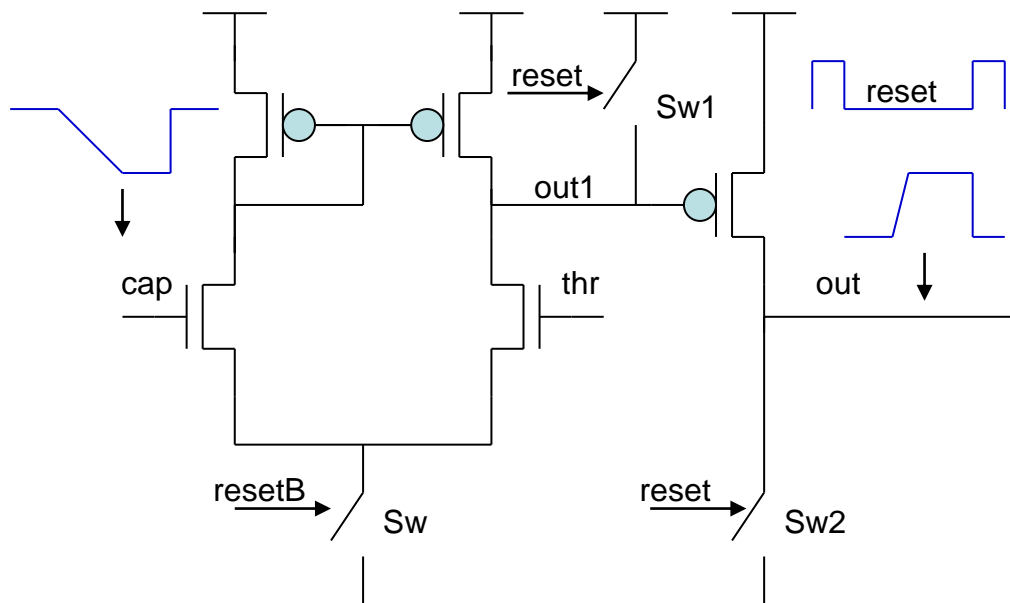 reset
Sw1
reset
out1
cap
thr
out
resetB
Sw
reset
Sw2